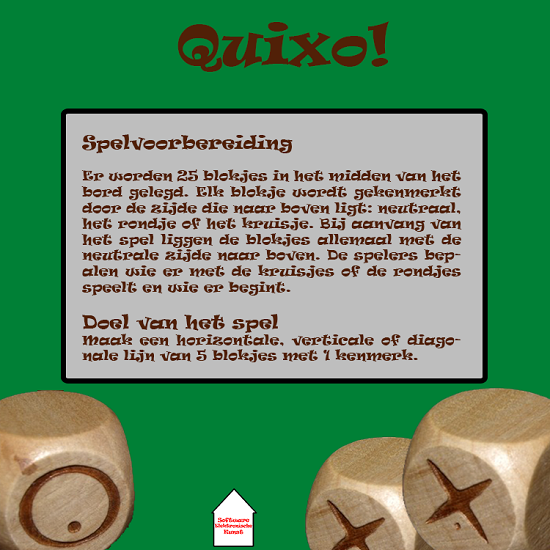 Quixo!
Spelvoorbereiding
Er worden 25 blokjes in het midden van het
bord gelegd. Elk blokje wordt gekenmerkt
door de zijde die naar boven ligt: neutraal,
het rondje of het kruisje. Bij aanvang van
het spel liggen de blokjes allemaal met de
neutrale zijde naar boven. De spelers bep-
alen wie er met de kruisjes of de rondjes
speelt en wie er begint.
Doel van het spel
Maak een horizontale, verticale of diago-
nale lijn van 5 blokjes met 1 kenmerk.
Software
Elektronische
Kunst